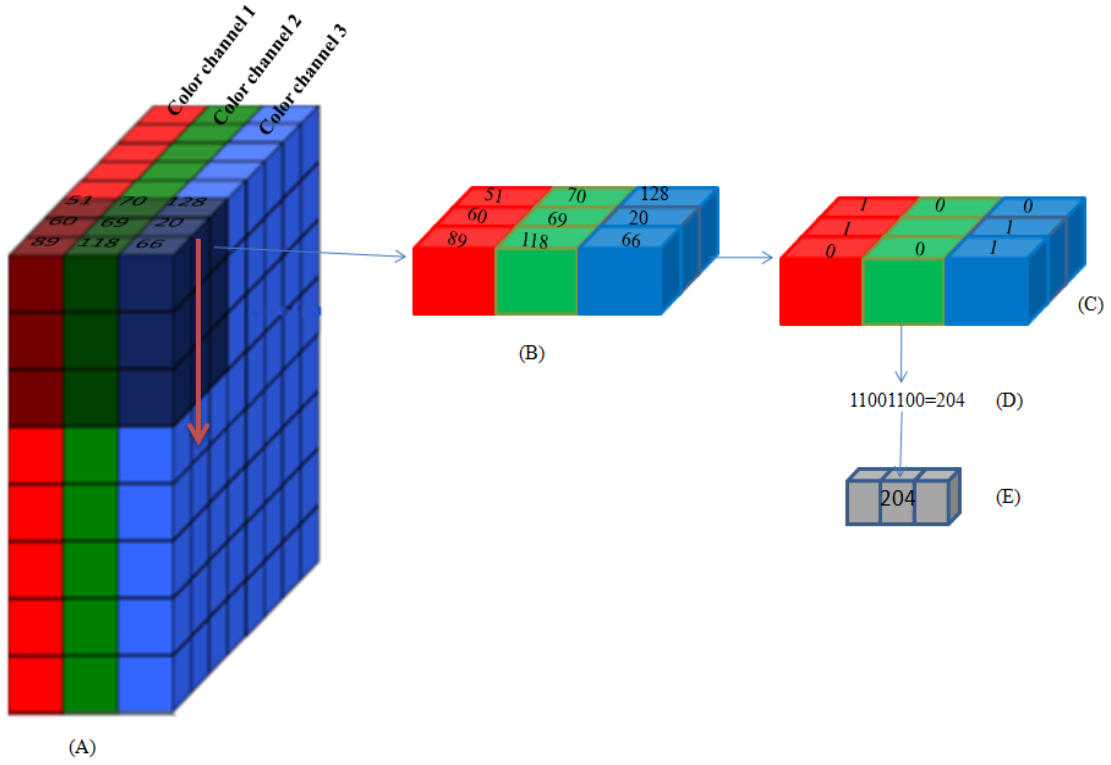 Color channel 1
Color channel 2
Color channel 3
51 70 128
60 69 20
89 118 66
(A)
51 70 128
60 69 20
89 118 66
(B)
1 0 0
1 1
0 0 1
(C)
11001100=204 (D)
204 (E)